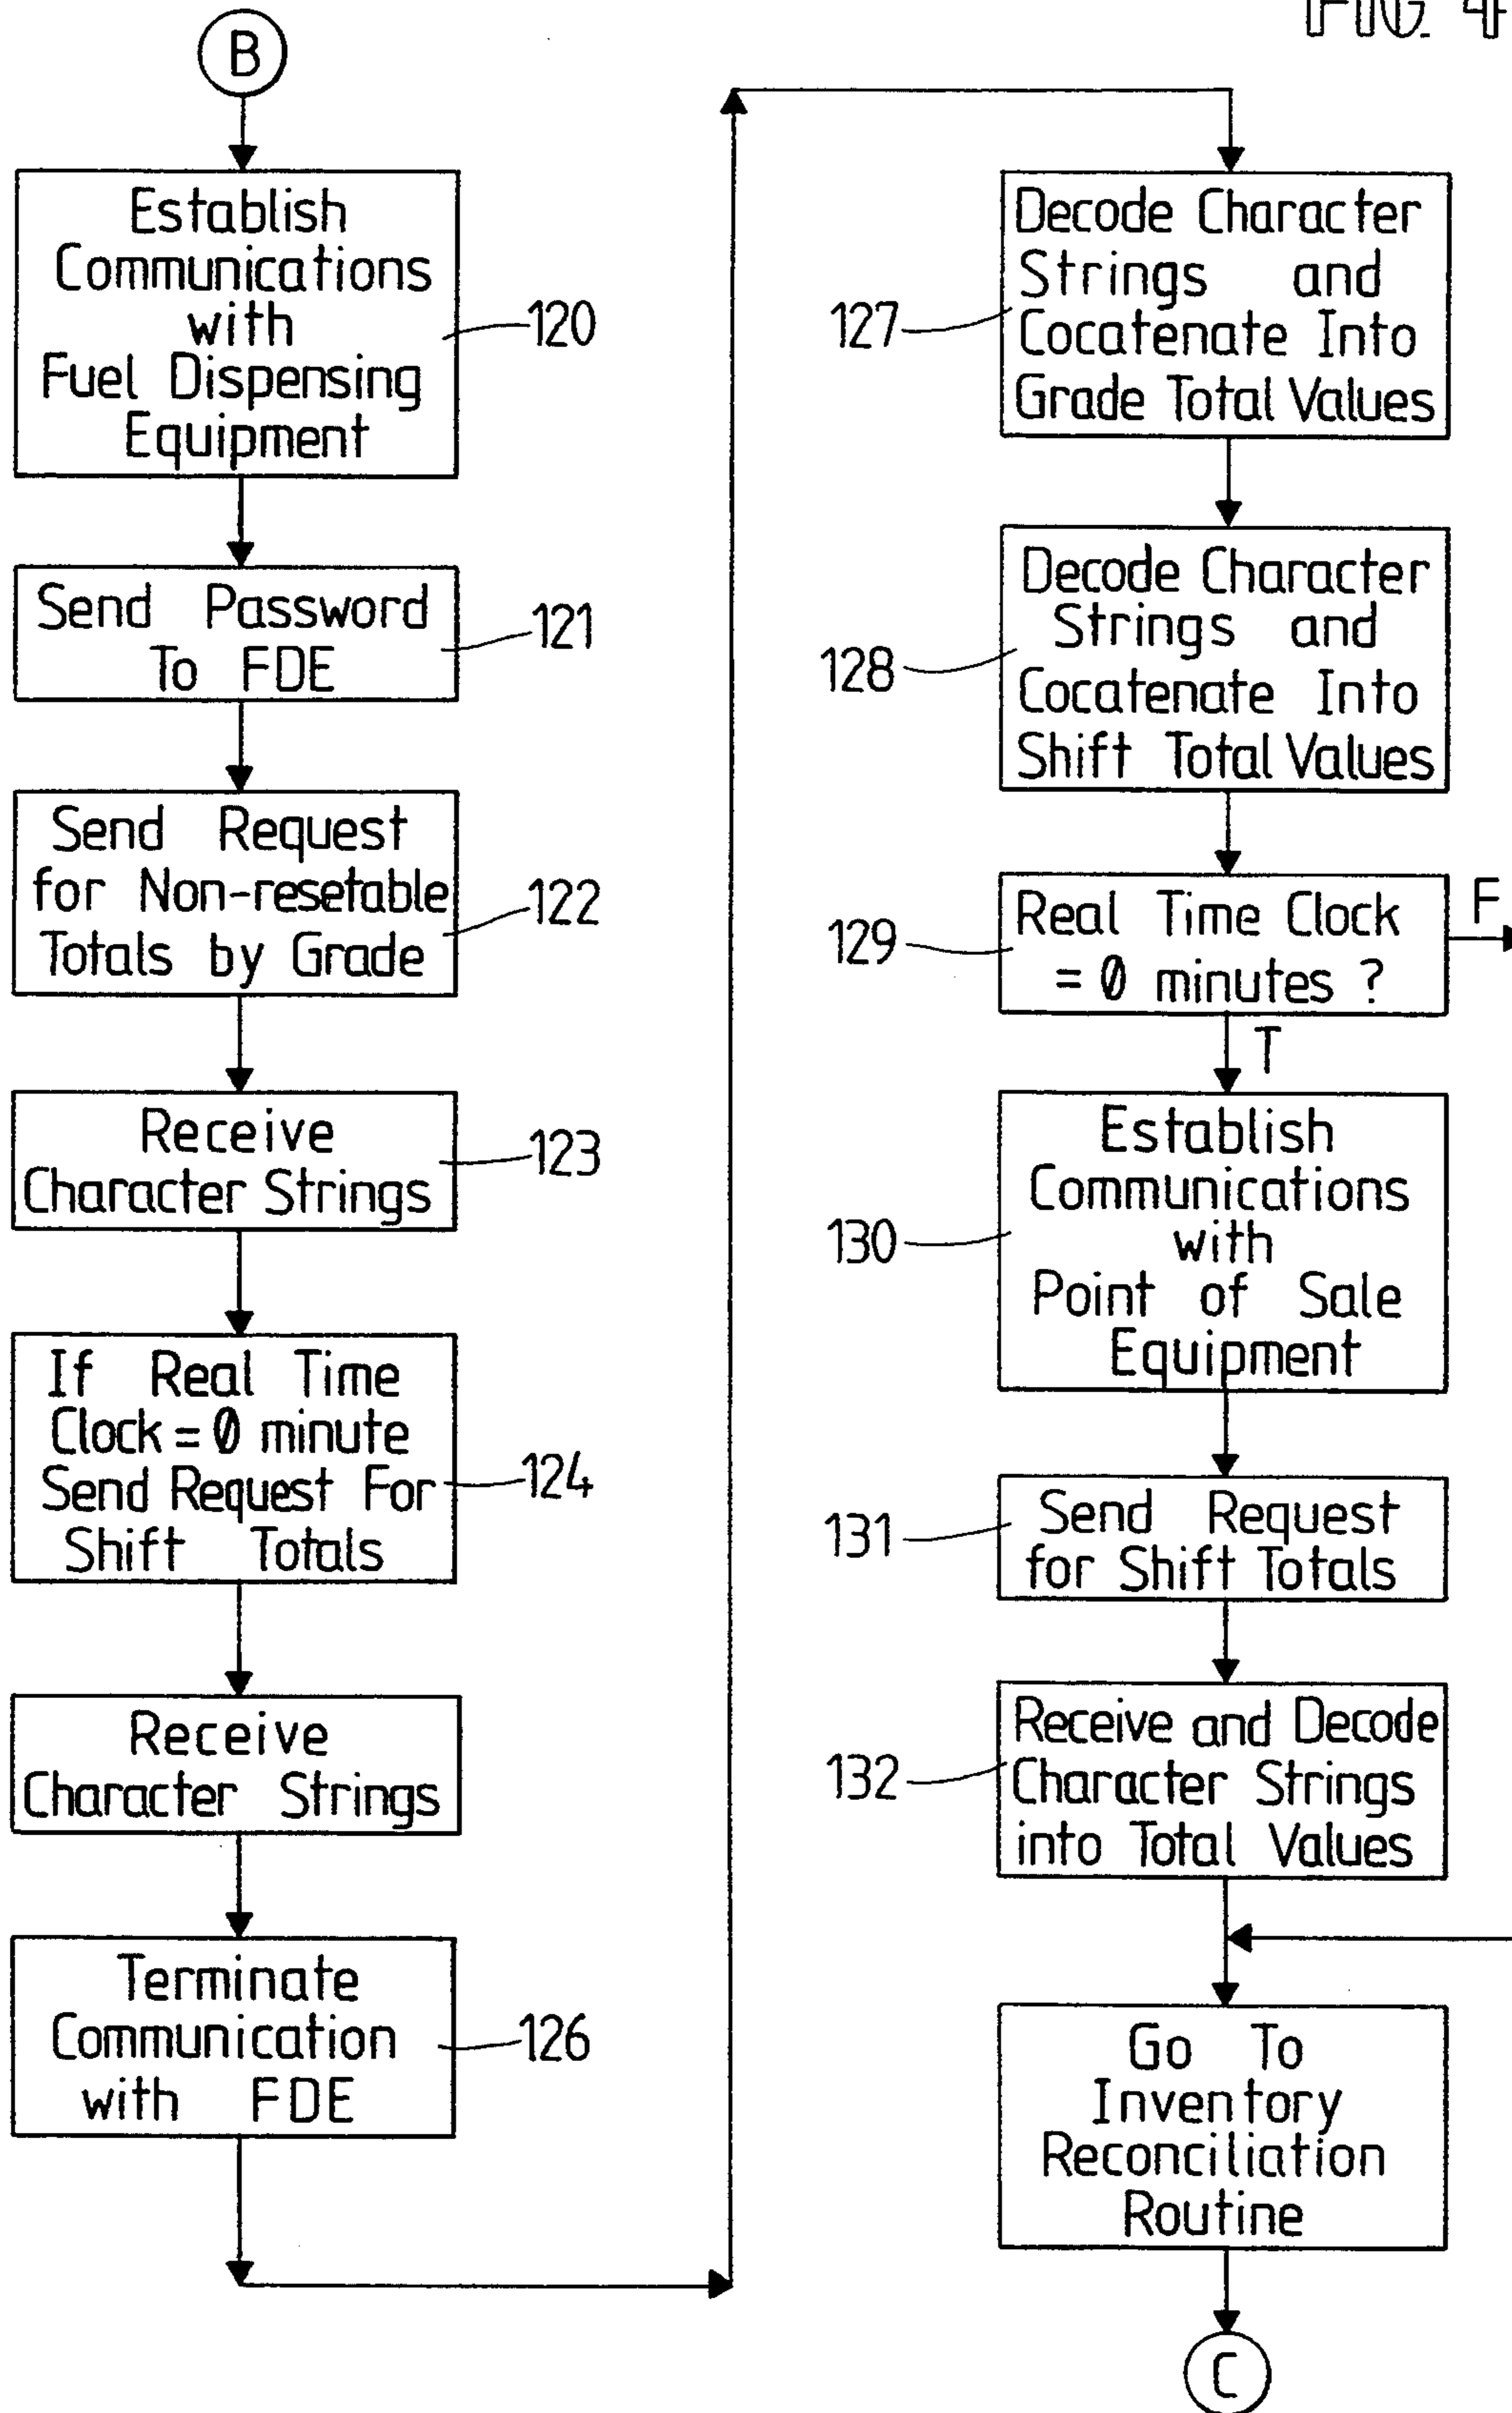 FIG. 4
B
Establish
Communications
with
Fuel Dispensing
Equipment
120
Send Password
To FDE
121
Send Request
for Non-resetable
Totals by Grade
122
Receive
Character Strings
123
If Real Time
Clock = 0 minute
Send Request For
Shift Totals
124
Receive
Character Strings
Terminate
Communication
with FDE
126
Decode Character
Strings and
Cocatenate Into
Grade Total Values
127
Decode Character
Strings and
Cocatenate Into
Shift Total Values
128
Real Time Clock
= 0 minutes ?
129
F
T
Establish
Communications
with
Point of Sale
Equipment
130
Send Request
for Shift Totals
131
Receive and Decode
Character Strings
into Total Values
132
Go To
Inventory
Reconciliation
Routine
C